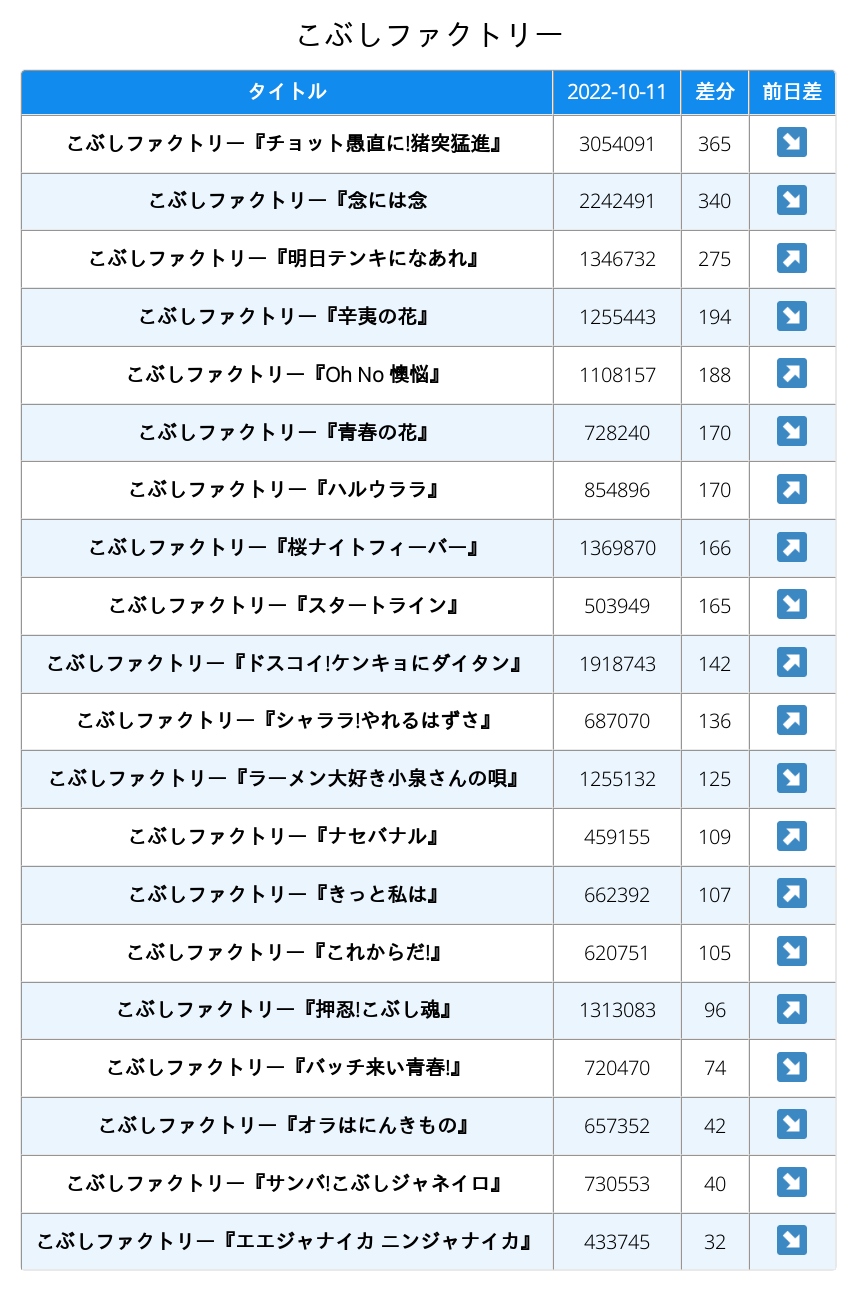 こぶしファクトリー
タイトル 2022-10-11 差分 前日差
こぶしファクトリー『チョット愚直に!猪突猛進』 3054091 365 ↘
こぶしファクトリー『念には念 2242491 340 ↘
こぶしファクトリー『明日テンキになあれ』 1346732 275 ↗
こぶしファクトリー『辛夷の花』 1255443 194 ↘
こぶしファクトリー『Oh No 懊悩』 1108157 188 ↗
こぶしファクトリー『青春の花』 728240 170 ↘
こぶしファクトリー『ハルウララ』 854896 170 ↗
こぶしファクトリー『桜ナイトフィーバー』 1369870 166 ↗
こぶしファクトリー『スタートライン』 503949 165 ↘
こぶしファクトリー『ドスコイ!ケンキョにダイタン』 1918743 142 ↗
こぶしファクトリー『シャララ!やれるはずさ』 687070 136 ↗
こぶしファクトリー『ラーメン大好き小泉さんの唄』 1255132 125 ↘
こぶしファクトリー『ナセバナル』 459155 109 ↗
こぶしファクトリー『きっと私は』 662392 107 ↗
こぶしファクトリー『これからだ!』 620751 105 ↘
こぶしファクトリー『押忍!こぶし魂』 1313083 96 ↗
こぶしファクトリー『バッチ来い青春!』 720470 74 ↘
こぶしファクトリー『オラはにんきもの』 657352 42 ↘
こぶしファクトリー『サンバ!こぶしジャネイロ』 730553 40 ↘
こぶしファクトリー『エエジャナイカ ニンジャナイカ』 433745 32 ↘